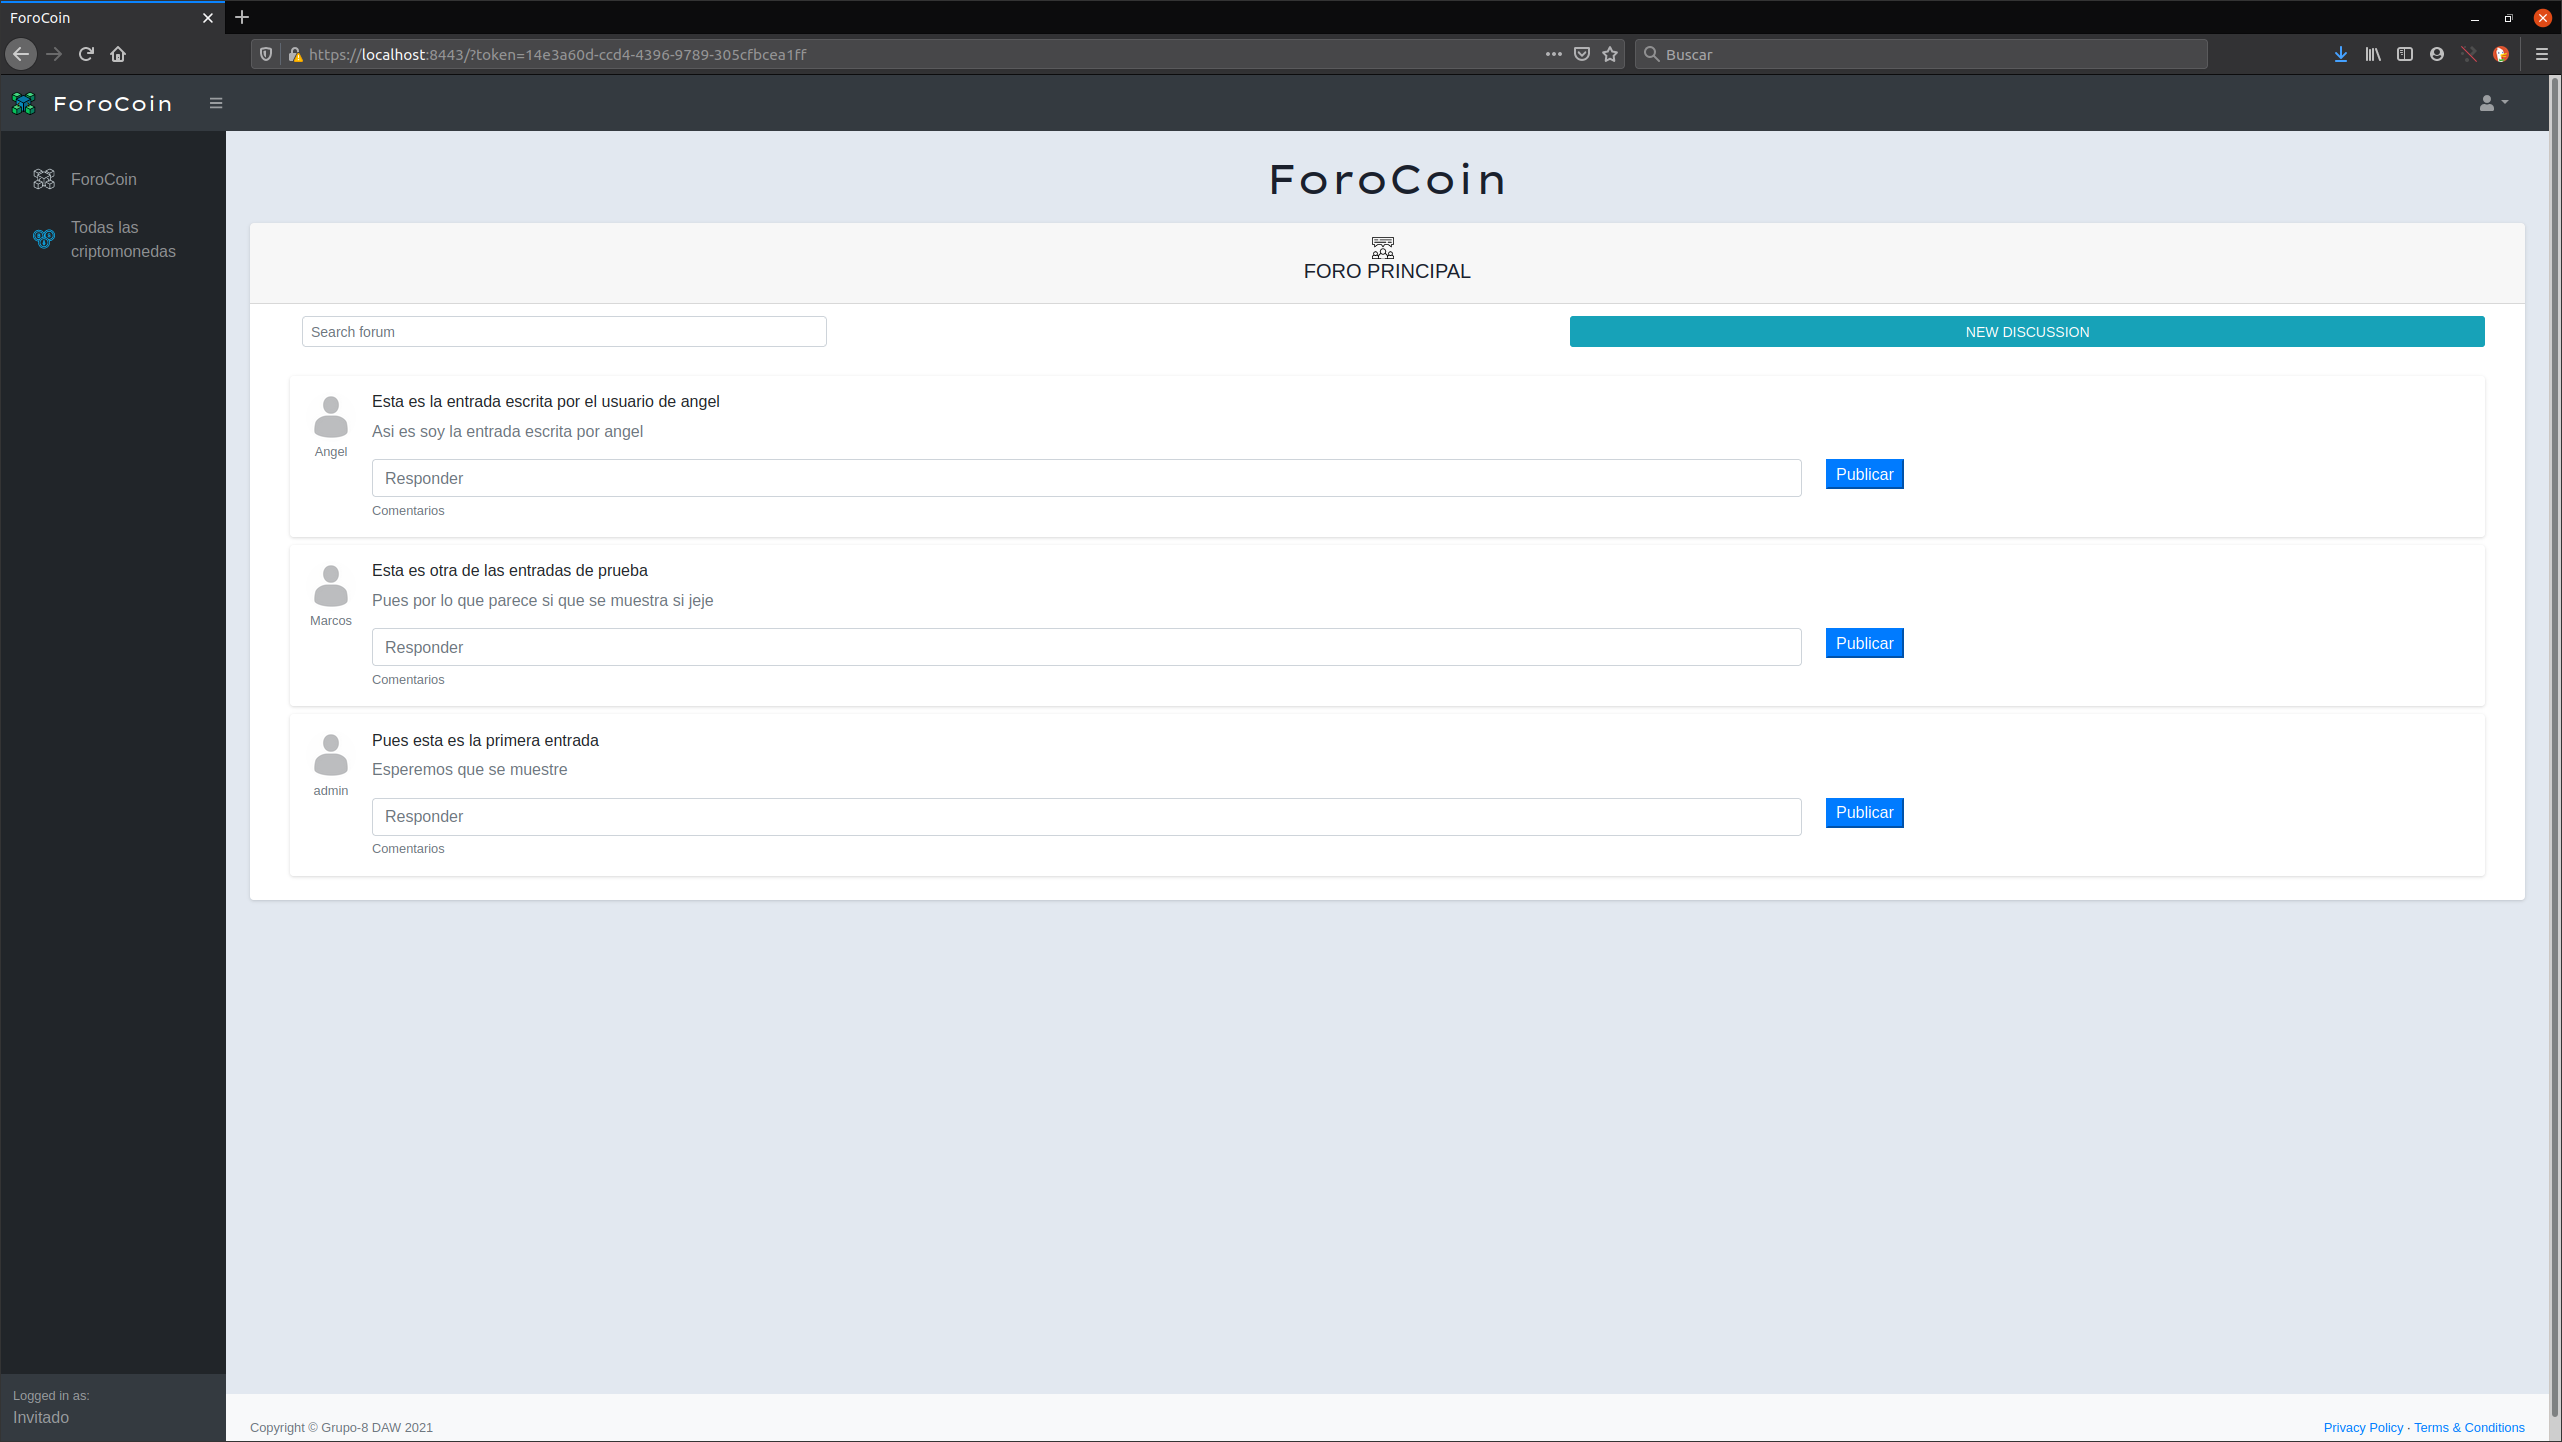 ForoCoin
https://localhost:8443/?token=14e3a60d-ccd4-4396-9789-305cfbcea1ff
Buscar
ForoCoin
ForoCoin
Todas las
criptomonedas
ForoCoin
FORO PRINCIPAL
Search forum
NEW DISCUSSION
Esta es la entrada escrita por el usuario de angel
Asi es soy la entrada escrita por angel
Angel
Responder
Publicar
Comentarios
Esta es otra de las entradas de prueba
Pues por lo que parece si que se muestra si jeje
Marcos
Responder
Publicar
Comentarios
Pues esta es la primera entrada
Esperemos que se muestre
admin
Responder
Publicar
Comentarios
Logged in as:
Invitado
Copyright © Grupo-8 DAW 2021
Privacy Policy · Terms & Conditions